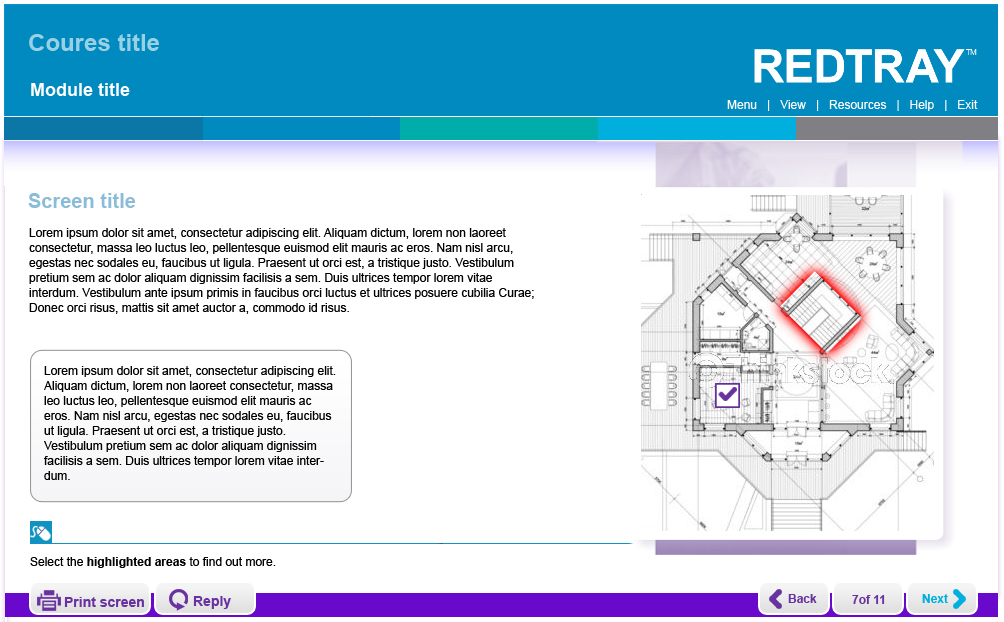 Coures title
Module title
REDTRAY™
Menu | View | Resources | Help | Exit
Screen title
Lorem ipsum dolor sit amet, consectetur adipiscing elit. Aliquam dictum, lorem non laoreet
consectetur, massa leo luctus leo, pellentesque euismod elit mauris ac eros. Nam nisl arcu,
egestas nec sodales eu, faucibus ut ligula. Praesent ut orci est, a tristique justo. Vestibulum
pretium sem ac dolor aliquam dignissim facilisis a sem. Duis ultrices tempor lorem vitae
interdum. Vestibulum ante ipsum primis in faucibus orci luctus et ultrices posuere cubilia Curae;
Donec orci risus, mattis sit amet auctor a, commodo id risus.
Lorem ipsum dolor sit amet, consectetur adipiscing elit.
Aliquam dictum, lorem non laoreet consectetur, massa
leo luctus leo, pellentesque euismod elit mauris ac
eros. Nam nisl arcu, egestas nec sodales eu, faucibus
ut ligula. Praesent ut orci est, a tristique justo.
Vestibulum pretium sem ac dolor aliquam dignissim
facilisis a sem. Duis ultrices tempor lorem vitae inter-
dum.
thinkstock
Select the highlighted areas to find out more.
Print screen
Reply
Back
7of 11
Next